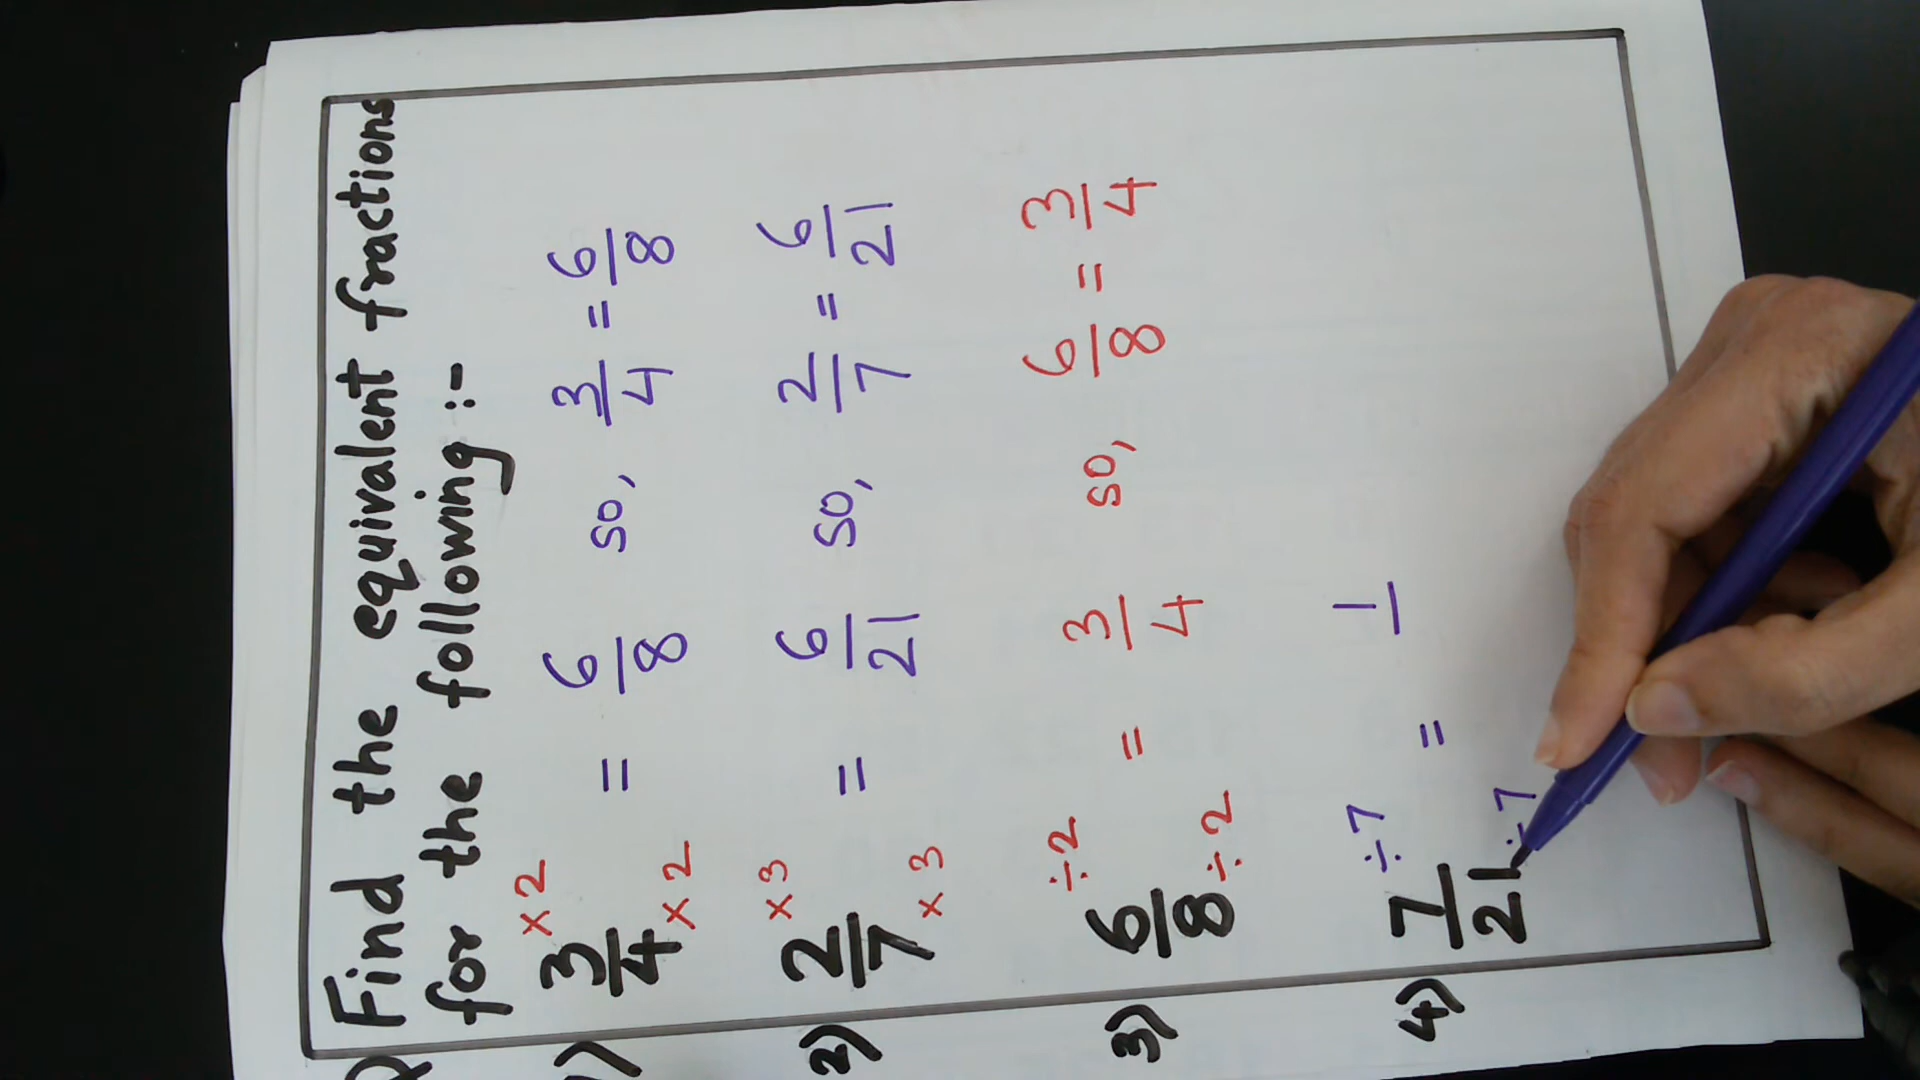 Find the equivalent fractions
for the following :-
3/4 ×2 ×2 = 6/8 so, 3/4 = 6/8
2) 2/7 ×3 ×3 = 6/21 so, 2/7 = 6/21
3) 6/8 ÷2 ÷2 = 3/4 so, 6/8 = 3/4
4) 7/21 ÷7 ÷7 = 1/